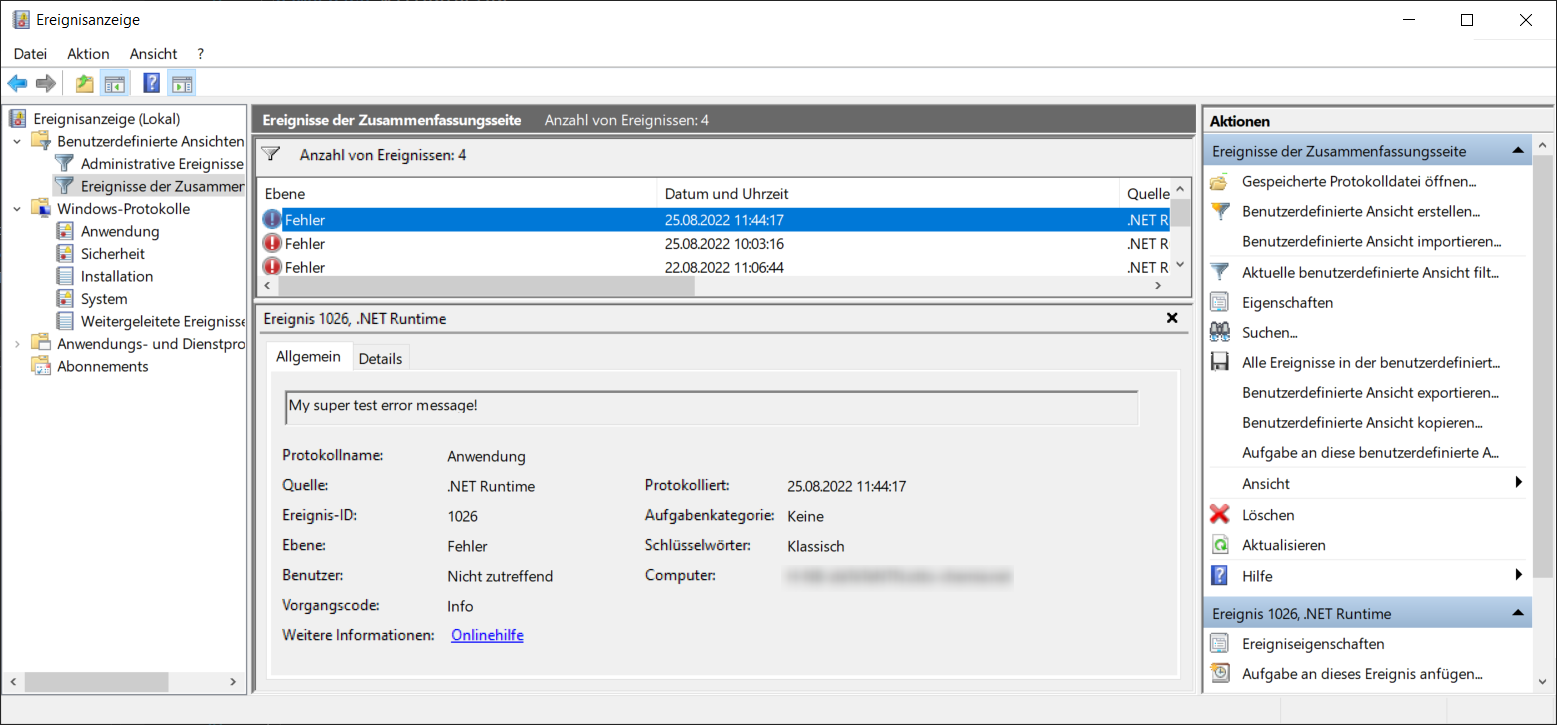 Ereignisanzeige
Datei Aktion Ansicht ?
Ereignisanzeige (Lokal)
Benutzerdefinierte Ansichten
Administrative Ereignisse
Ereignisse der Zusammer
Windows-Protokolle
Anwendung
Sicherheit
Installation
System
Weitergeleitete Ereignisse
Anwendungs- und Dienstpro
Abonnements
Ereignisse der Zusammenfassungsseite Anzahl von Ereignissen: 4
Anzahl von Ereignissen: 4
Ebene Datum und Uhrzeit Quelle
Fehler 25.08.2022 11:44:17 .NET R
Fehler 25.08.2022 10:03:16 .NET R
Fehler 22.08.2022 11:06:44 .NET R
Ereignis 1026, .NET Runtime
Allgemein Details
My super test error message!
Protokollname: Anwendung
Quelle: .NET Runtime Protokolliert: 25.08.2022 11:44:17
Ereignis-ID: 1026 Aufgabenkategorie: Keine
Ebene: Fehler Schlüsselwörter: Klassisch
Benutzer: Nicht zutreffend Computer:
Vorgangscode: Info
Weitere Informationen: Onlinehilfe
Aktionen
Ereignisse der Zusammenfassungsseite
Gespeicherte Protokolldatei öffnen...
Benutzerdefinierte Ansicht erstellen...
Benutzerdefinierte Ansicht importieren...
Aktuelle benutzerdefinierte Ansicht filt...
Eigenschaften
Suchen...
Alle Ereignisse in der benutzerdefiniert...
Benutzerdefinierte Ansicht exportieren...
Benutzerdefinierte Ansicht kopieren...
Aufgabe an diese benutzerdefinierte A...
Ansicht
Löschen
Aktualisieren
Hilfe
Ereignis 1026, .NET Runtime
Ereigniseigenschaften
Aufgabe an dieses Ereignis anfügen...